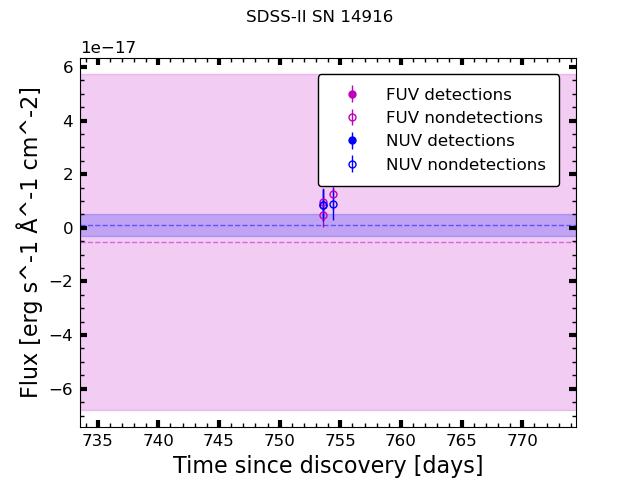 SDSS-II SN 14916
1e−17
6
4
2
0
−2
−4
−6
Flux [erg s^-1 Å^-1 cm^-2]
FUV detections
FUV nondetections
NUV detections
NUV nondetections
735 740 745 750 755 760 765 770
Time since discovery [days]